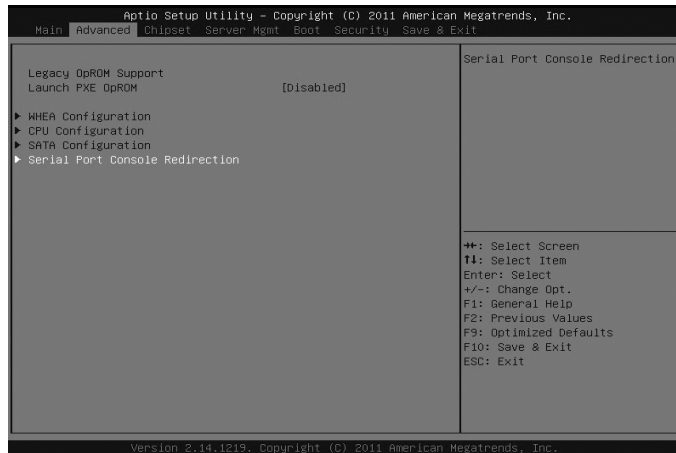 Aptio Setup Utility – Copyright (C) 2011 American Megatrends, Inc.
Main Advanced Chipset Server Mgmt Boot Security Save & Exit
Legacy OpROM Support
Launch PXE OpROM [Disabled]
▶ WHEA Configuration
▶ CPU Configuration
▶ SATA Configuration
▶ Serial Port Console Redirection
Serial Port Console Redirection
→←: Select Screen
↑↓: Select Item
Enter: Select
+/-: Change Opt.
F1: General Help
F2: Previous Values
F9: Optimized Defaults
F10: Save & Exit
ESC: Exit
Version 2.14.1219. Copyright (C) 2011 American Megatrends, Inc.